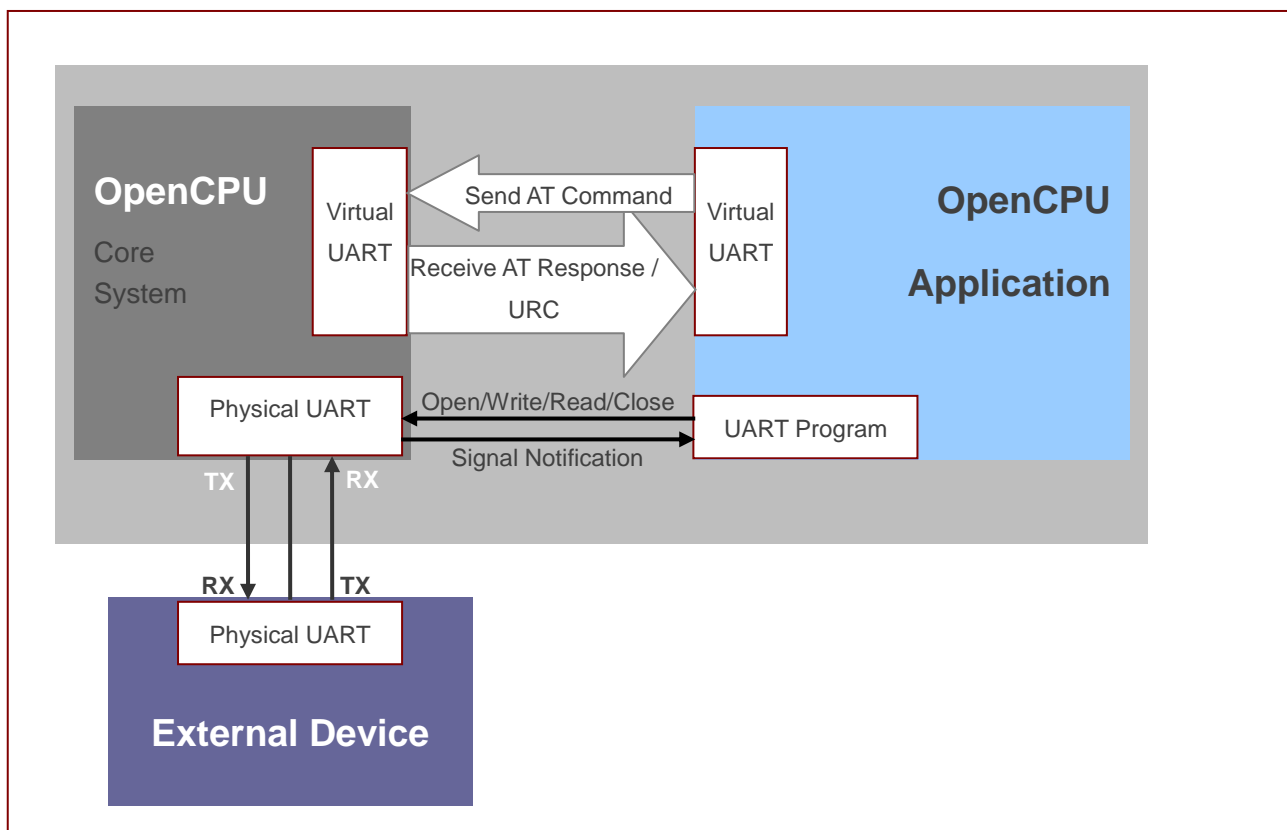 OpenCPU
Core
System
Virtual
UART
Send AT Command
Receive AT Response /
URC
Virtual
UART
OpenCPU
Application
Physical UART
Open/Write/Read/Close
Signal Notification
UART Program
TX
RX
RX
TX
Physical UART
External Device